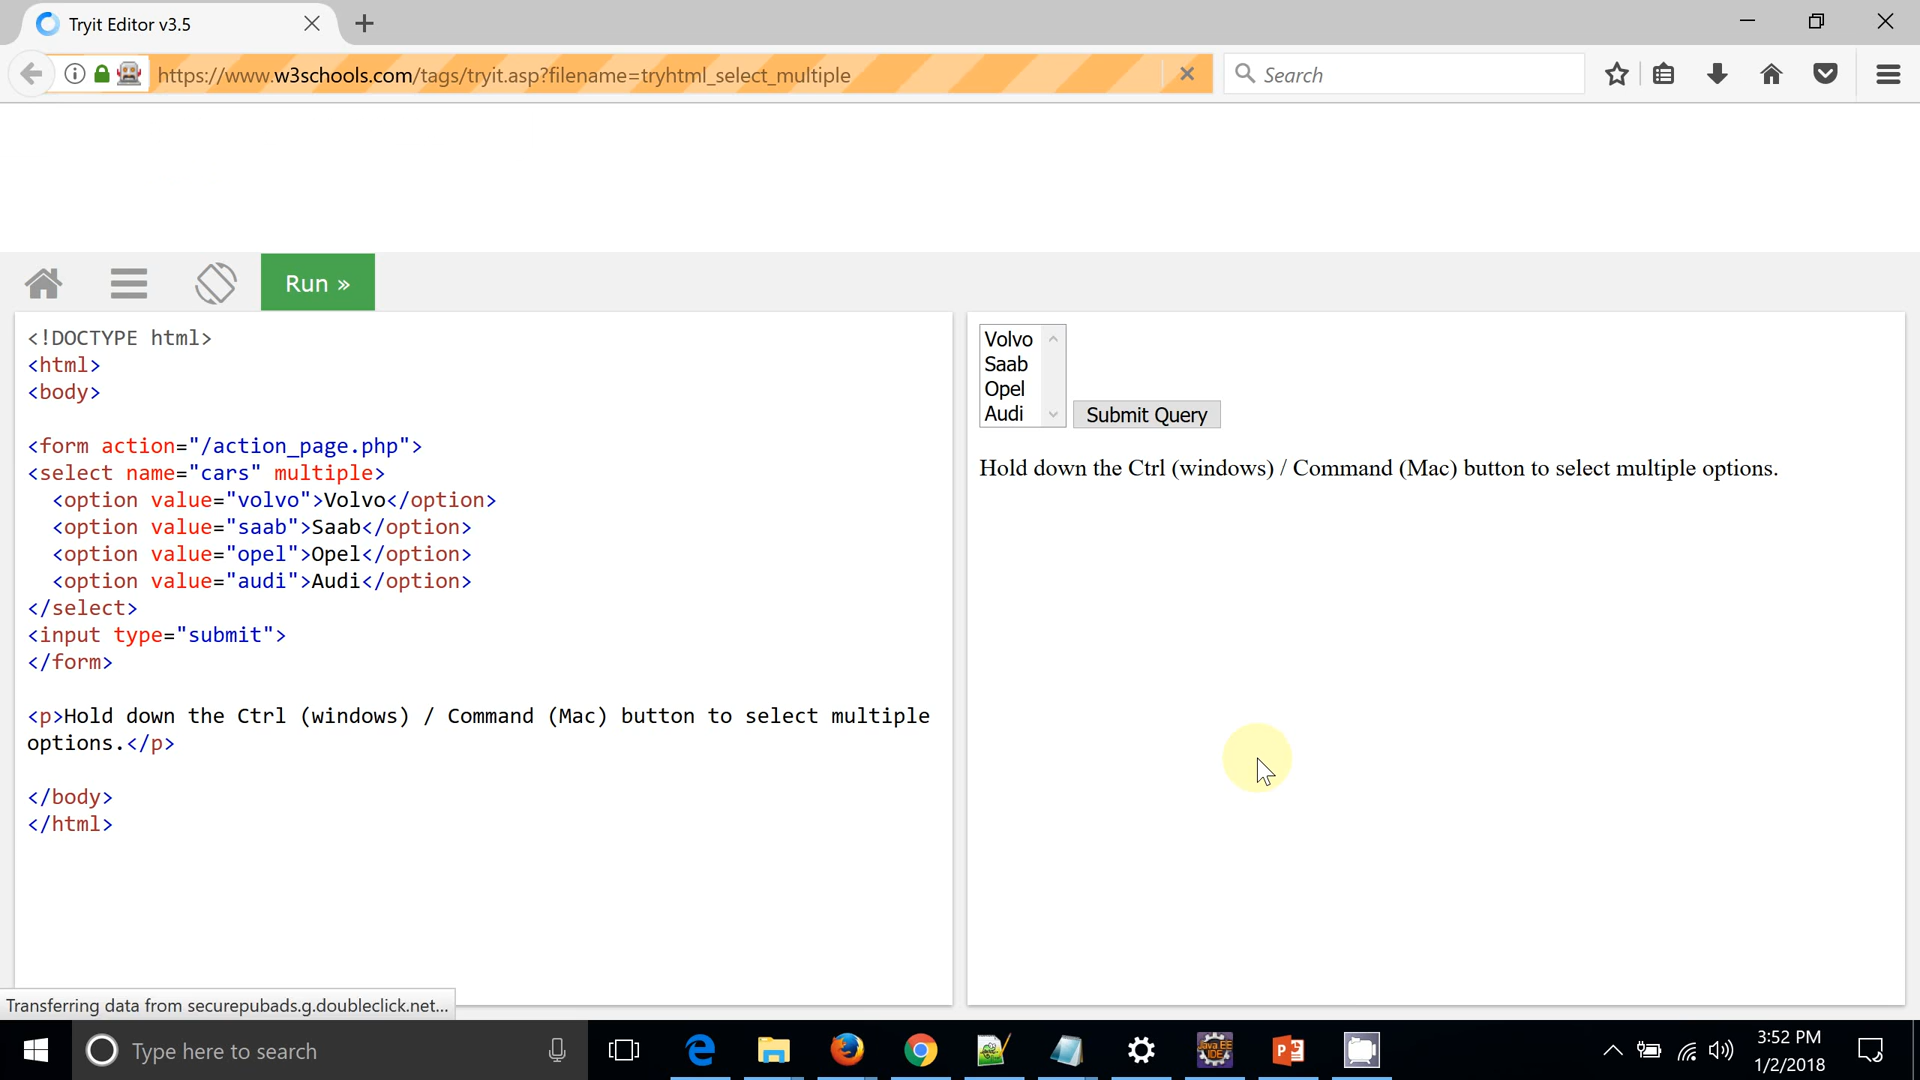 Tryit Editor v3.5
https://www.w3schools.com/tags/tryit.asp?filename=tryhtml_select_multiple
Search
Run »
<!DOCTYPE html>
<html>
<body>
<form action="/action_page.php">
<select name="cars" multiple>
<option value="volvo">Volvo</option>
<option value="saab">Saab</option>
<option value="opel">Opel</option>
<option value="audi">Audi</option>
</select>
<input type="submit">
</form>
<p>Hold down the Ctrl (windows) / Command (Mac) button to select multiple
options.</p>
</body>
</html>
Volvo
Saab
Opel
Audi
Submit Query
Hold down the Ctrl (windows) / Command (Mac) button to select multiple options.
Transferring data from securepubads.g.doubleclick.net...
Type here to search
Java EE
IDE
3:52 PM
1/2/2018